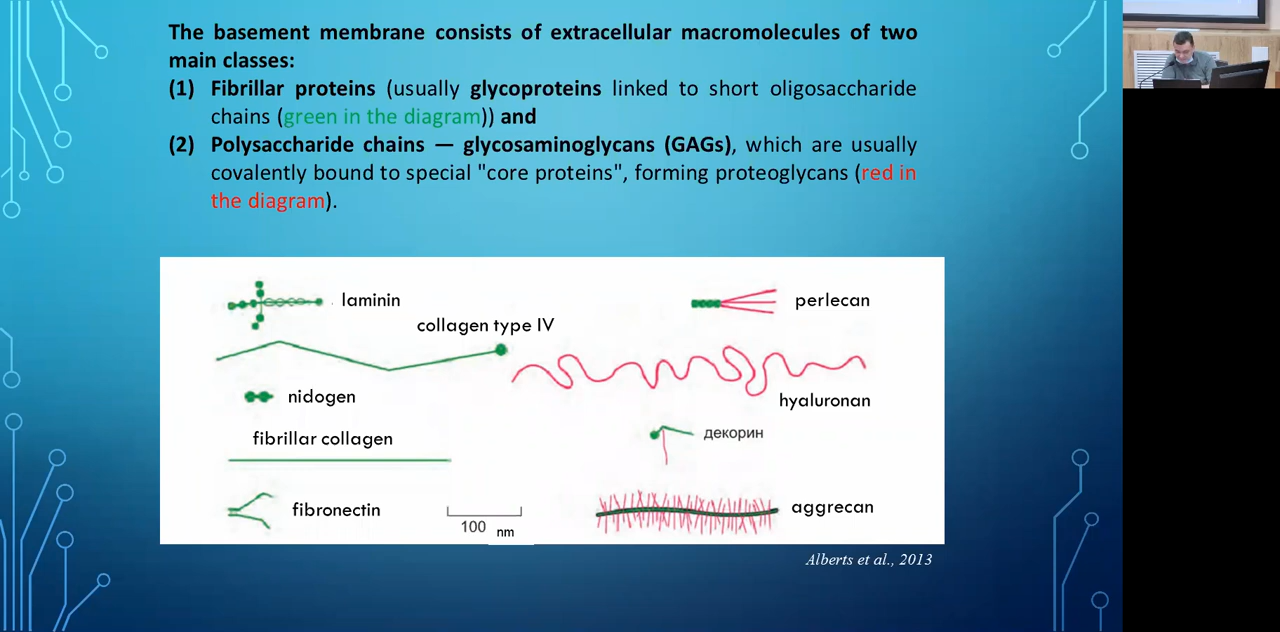 The basement membrane consists of extracellular macromolecules of two
main classes:
(1) Fibrillar proteins (usually glycoproteins linked to short oligosaccharide
chains (green in the diagram)) and
(2) Polysaccharide chains — glycosaminoglycans (GAGs), which are usually
covalently bound to special "core proteins", forming proteoglycans (red in
the diagram).
laminin
perlecan
collagen type IV
nidogen
hyaluronan
fibrillar collagen
декорин
fibronectin
100 nm
aggrecan
Alberts et al., 2013